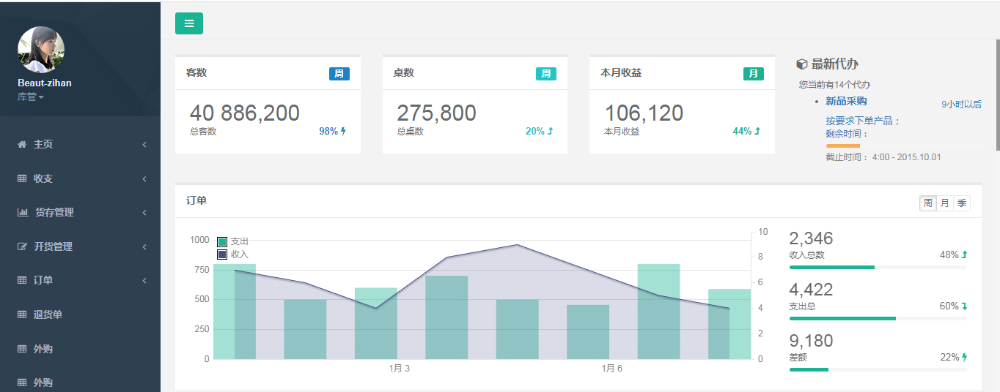 Beaut-zihan
库管
主页
收支
货存管理
开货管理
订单
退货单
外购
外购
客数 周
40 886,200
总客数 98%
桌数 周
275,800
总桌数 20%
本月收益 月
106,120
本月收益 44%
最新代办
您当前有14个代办
新品采购 9小时以后
按要求下单产品；
剩余时间：
截止时间： 4:00 - 2015.10.01
订单 周 月 季
支出
收入
1000
750
500
250
0
10
8
6
4
2
0
1月 3 1月 6
2,346
收入总数 48%
4,422
支出总 60%
9,180
差额 22%